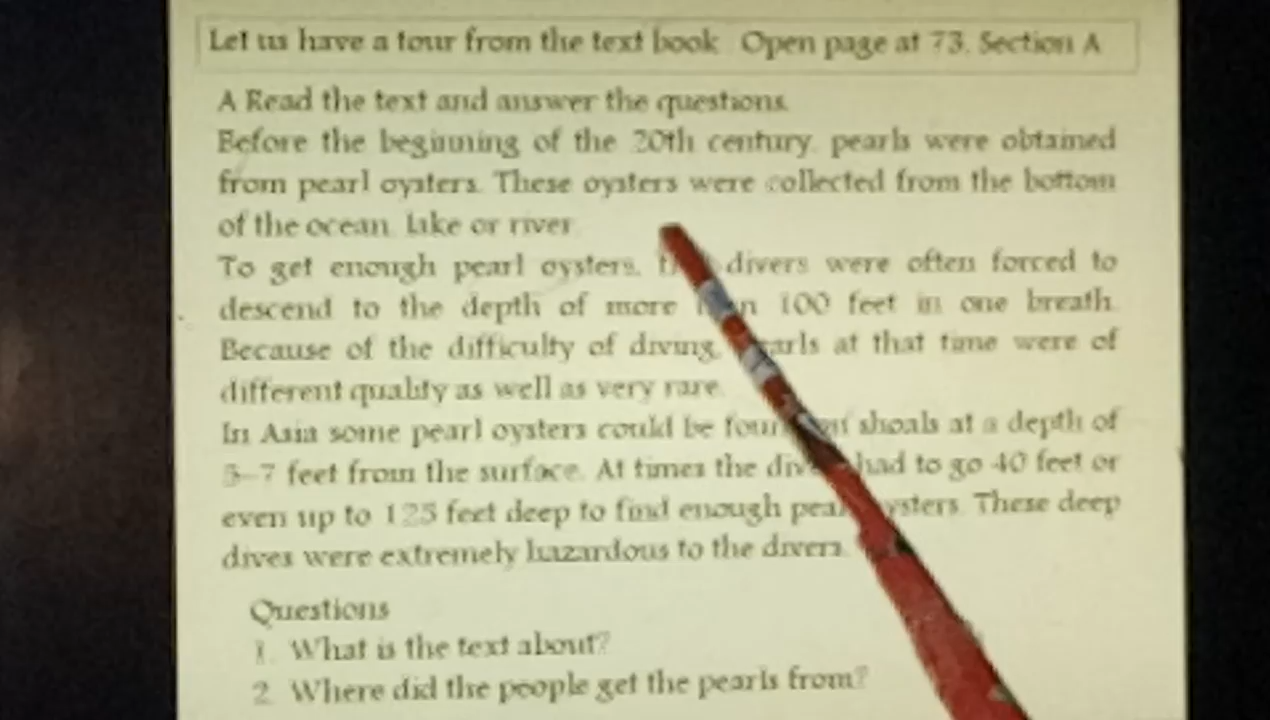 Let us have a tour from the text book Open page at 73. Section A
A Read the text and answer the questions.
Before the beginning of the 20th century, pearls were obtained
from pearl oysters. These oysters were collected from the bottom
of the ocean, lake or river
To get enough pearl oysters, divers were often forced to
descend to the depth of more 100 feet in one breath.
Because of the difficulty of diving, at that time were of
different quality as well as very rare.
In Asia some pearl oysters could be shoals at a depth of
5-7 feet from the surface. At times the had to go 40 feet or
even up to 125 feet deep to find enough These deep
dives were extremely hazardous to the divers.
Questions
1. What is the text about?
2. Where did the people get the pearls from?